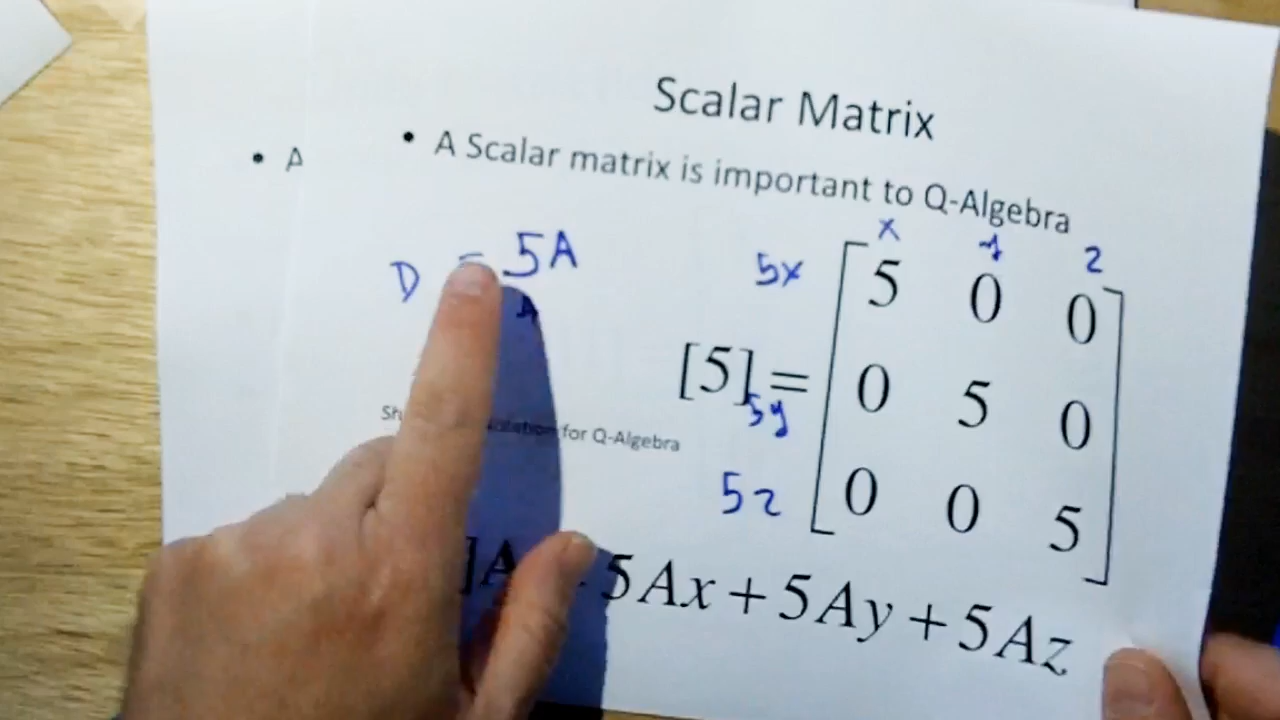 Scalar Matrix
• A Scalar matrix is important to Q-Algebra
• A
x y 2
D = 5A
5x
5 0 0
A
[5] =
0 5 0
5y
for Q-Algebra
5z
0 0 5
]A 5Ax + 5Ay + 5Az